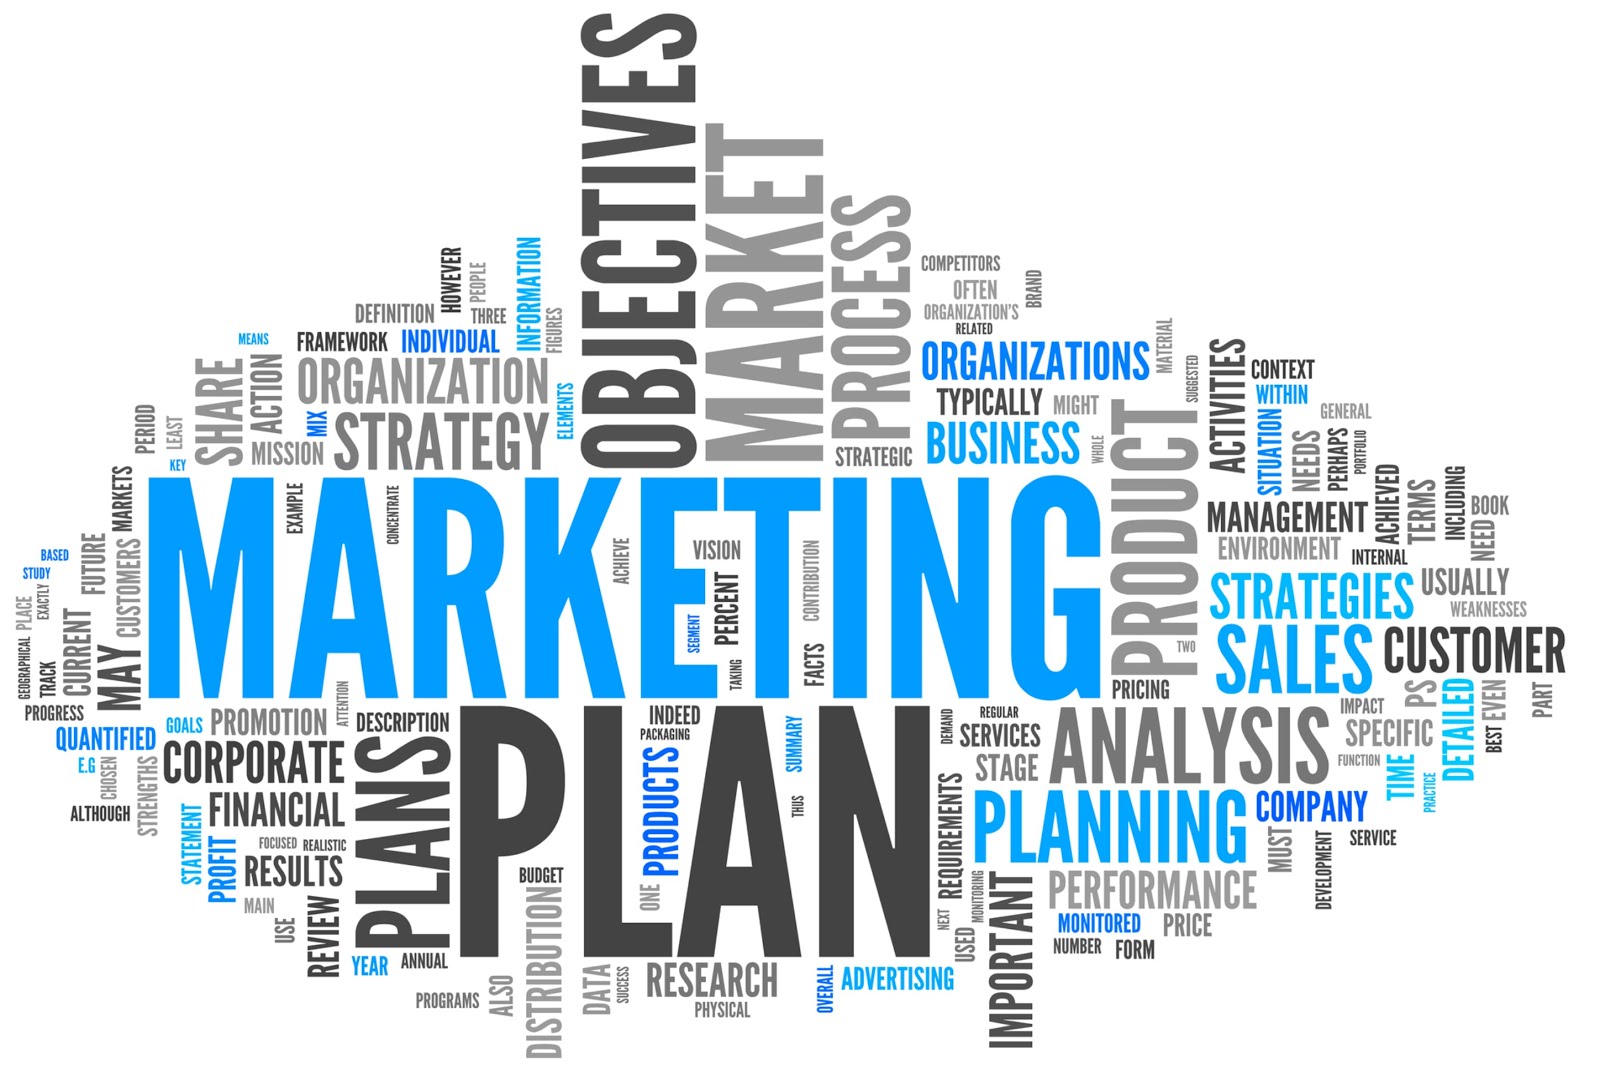 OBJECTIVES
MARKET
PROCESS
COMPETITORS
OFTEN
BRAND
ORGANIZATION'S
RELATED
ORGANIZATIONS
MATERIAL
SUGGESTED
TYPICALLY
MIGHT
BUSINESS
WHOLE
STRATEGIC
HOWEVER
PEOPLE
INFORMATION
DEFINITION
THREE
FIGURES
MEANS
FRAMEWORK
INDIVIDUAL
SHARE
ACTION
ORGANIZATION
MIX
STRATEGY
ELEMENTS
MISSION
PERIOD
LEAST
KEY
ACTIVITIES
CONTEXT
WITHIN
SITUATION
GENERAL
NEEDS
PERHAPS
PORTFOLIO
PRODUCT
MANAGEMENT
ACHIEVED
TERMS
INCLUDING
BOOK
NEED
ENVIRONMENT
INTERNAL
MARKETS
MARKETING
EXAMPLE
CONCENTRATE
ACHIEVE
VISION
SEGMENT
PERCENT
TAKING
CONTRIBUTION
FACTS
BASED
STUDY
FUTURE
CUSTOMERS
EXACTLY
PLACE
CURRENT
GEOGRAPHICAL
TRACK
MAY
PROGRESS
TWO
PRICING
STRATEGIES
USUALLY
WEAKNESSES
SALES
CUSTOMER
IMPACT
PS
DETAILED
EVEN
BEST
PART
SPECIFIC
FUNCTION
TIME
PRACTICE
QUANTIFIED
GOALS
PROMOTION
ATTENTION
DESCRIPTION
E.G
CHOSEN
STRENGTHS
CORPORATE
ALTHOUGH
FINANCIAL
STATEMENT
PROFIT
FOCUSED
REALISTIC
RESULTS
MAIN
USE
REVIEW
PLANS
YEAR
ANNUAL
PLAN
INDEED
PACKAGING
PRODUCTS
ONE
SUMMARY
THUS
BUDGET
DISTRIBUTION
PROGRAMS
ALSO
DATA
SUCCESS
RESEARCH
PHYSICAL
OVERALL
ADVERTISING
DEMAND
REGULAR
SERVICES
STAGE
ANALYSIS
REQUIREMENTS
PLANNING
COMPANY
MUST
DEVELOPMENT
SERVICE
NEXT
MONITORING
USED
IMPORTANT
PERFORMANCE
MONITORED
PRICE
NUMBER
FORM